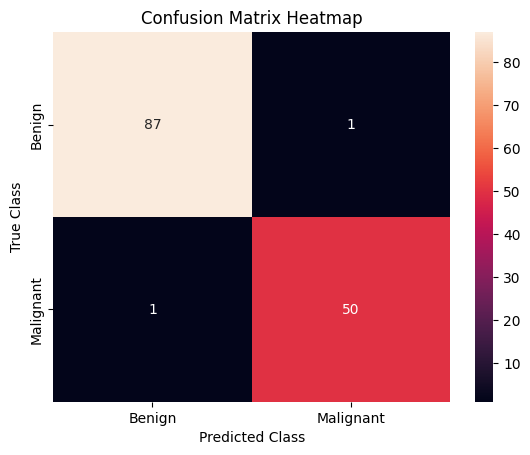 Confusion Matrix Heatmap
True Class
Benign
Malignant
87
1
1
50
Benign
Malignant
Predicted Class
80
70
60
50
40
30
20
10